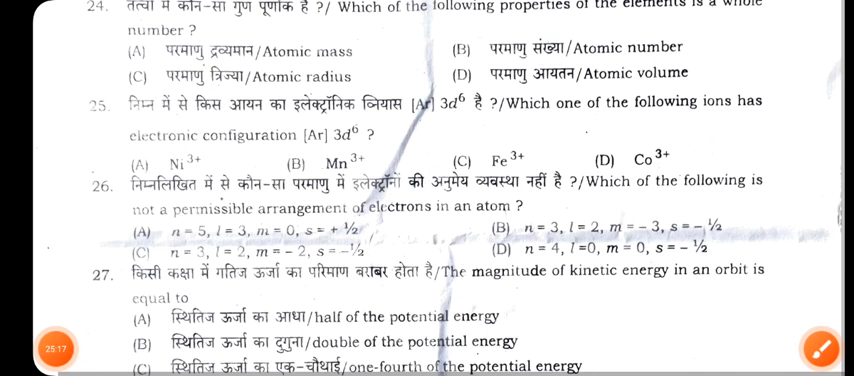 24. तत्वों में कौन-सा गुण पूर्णांक है ?/ Which of the following properties of the elements is a whole
number ?
(A) परमाणु द्रव्यमान/Atomic mass (B) परमाणु संख्या/Atomic number
(C) परमाणु त्रिज्या/Atomic radius (D) परमाणु आयतन/Atomic volume
25. निम्न में से किस आयन का इलेक्ट्रॉनिक विन्यास [Ar] 3d⁶ है ?/Which one of the following ions has
electronic configuration [Ar] 3d⁶ ?
(A) Ni³⁺ (B) Mn³⁺ (C) Fe³⁺ (D) Co³⁺
26. निम्नलिखित में से कौन-सा परमाणु में इलेक्ट्रॉनों की अनुमेय व्यवस्था नहीं है ?/Which of the following is
not a permissible arrangement of electrons in an atom ?
(A) n = 5, l = 3, m = 0, s = + ½ (B) n = 3, l = 2, m = – 3, s = – ½
(C) n = 3, l = 2, m = – 2, s = –½ (D) n = 4, l =0, m = 0, s = – ½
27. किसी कक्षा में गतिज ऊर्जा का परिमाण बराबर होता है/The magnitude of kinetic energy in an orbit is
equal to
(A) स्थितिज ऊर्जा का आधा/half of the potential energy
(B) स्थितिज ऊर्जा का दुगुना/double of the potential energy
25:17
(C) स्थितिज ऊर्जा का एक-चौथाई/one-fourth of the potential energy